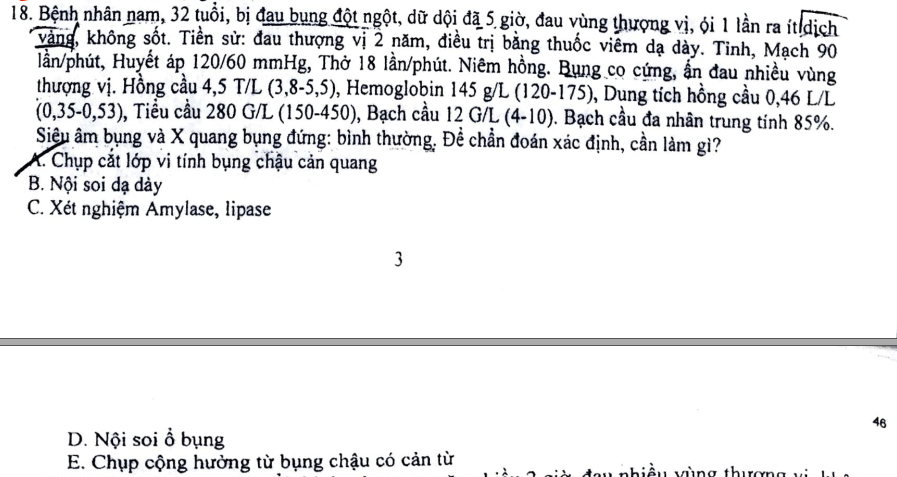 18. Bệnh nhân nam, 32 tuổi, bị đau bụng đột ngột, dữ dội đã 5 giờ, đau vùng thượng vị, ói 1 lần ra ít dịch
vàng, không sốt. Tiền sử: đau thượng vị 2 năm, điều trị bằng thuốc viêm dạ dày. Tỉnh, Mạch 90
lần/phút, Huyết áp 120/60 mmHg, Thở 18 lần/phút. Niêm hồng. Bụng co cứng, ấn đau nhiều vùng
thượng vị. Hồng cầu 4,5 T/L (3,8-5,5), Hemoglobin 145 g/L (120-175), Dung tích hồng cầu 0,46 L/L
(0,35-0,53), Tiểu cầu 280 G/L (150-450), Bạch cầu 12 G/L (4-10). Bạch cầu đa nhân trung tính 85%.
Siêu âm bụng và X quang bụng đứng: bình thường. Để chẩn đoán xác định, cần làm gì?
A. Chụp cắt lớp vi tính bụng chậu cản quang
B. Nội soi dạ dày
C. Xét nghiệm Amylase, lipase
3
46
D. Nội soi ổ bụng
E. Chụp cộng hưởng từ bụng chậu có cản từ
giờ đau nhiều vùng thượng vị